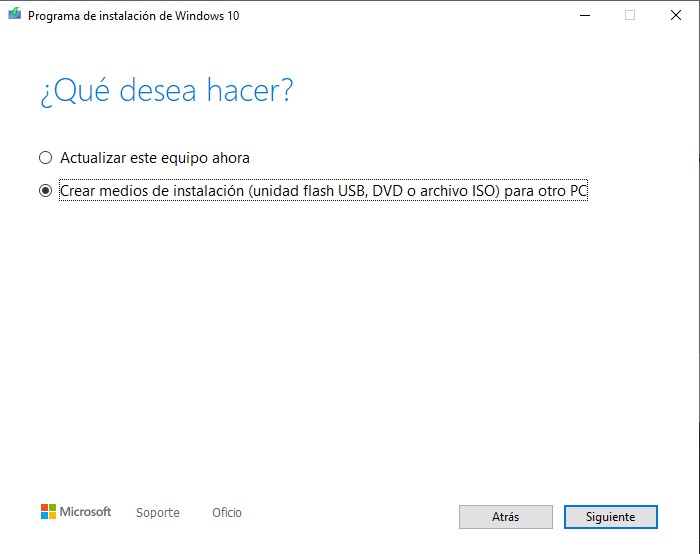 Programa de instalación de Windows 10
¿Qué desea hacer?
Actualizar este equipo ahora
Crear medios de instalación (unidad flash USB, DVD o archivo ISO) para otro PC
Microsoft Soporte Oficio Atrás Siguiente